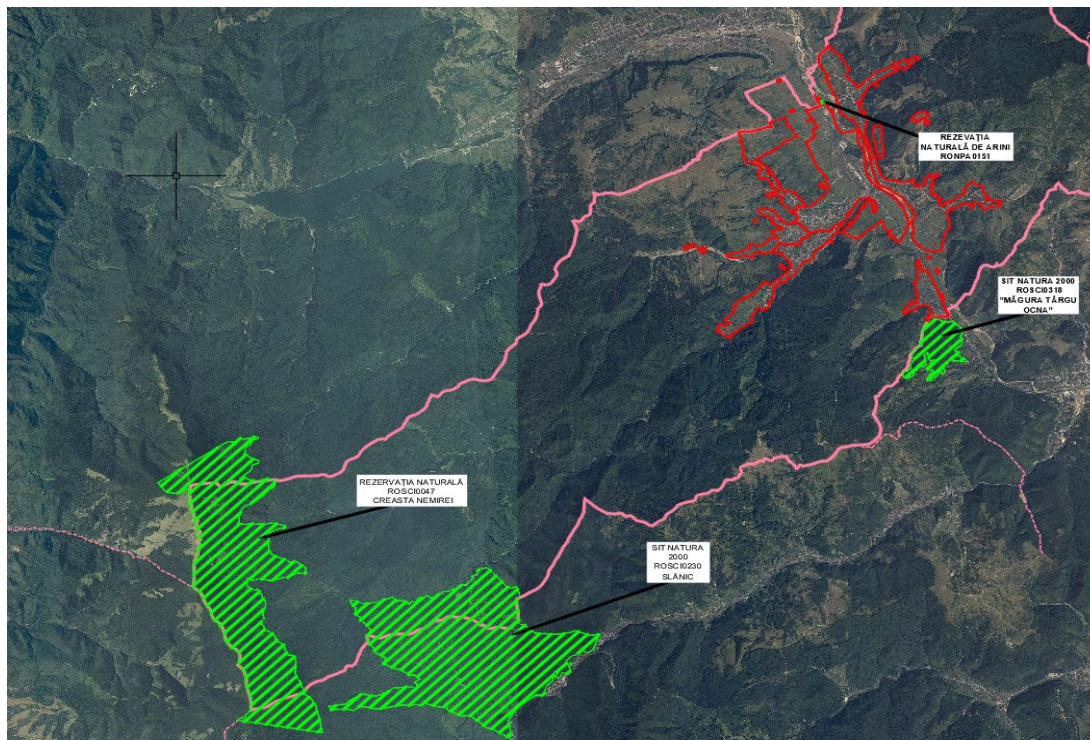 REZEVAȚIA
NATURALĂ DE ARINI
RONPA0151
SIT NATURA 2000
ROSCI0318
"MĂGURA TÂRGU
OCNA"
REZERVAȚIA NATURALĂ
ROSCI0047
CREASTA NEMIREI
SIT NATURA
2000
ROSCI0230
SLĂNIC